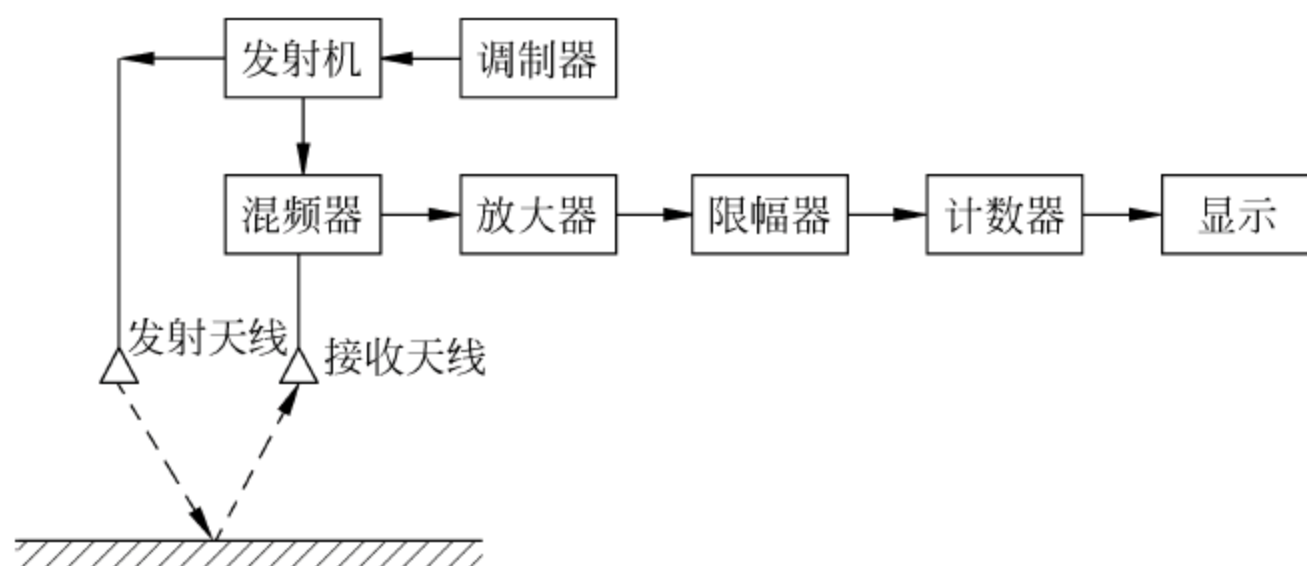 发射机
调制器
混频器
放大器
限幅器
计数器
显示
发射天线
接收天线